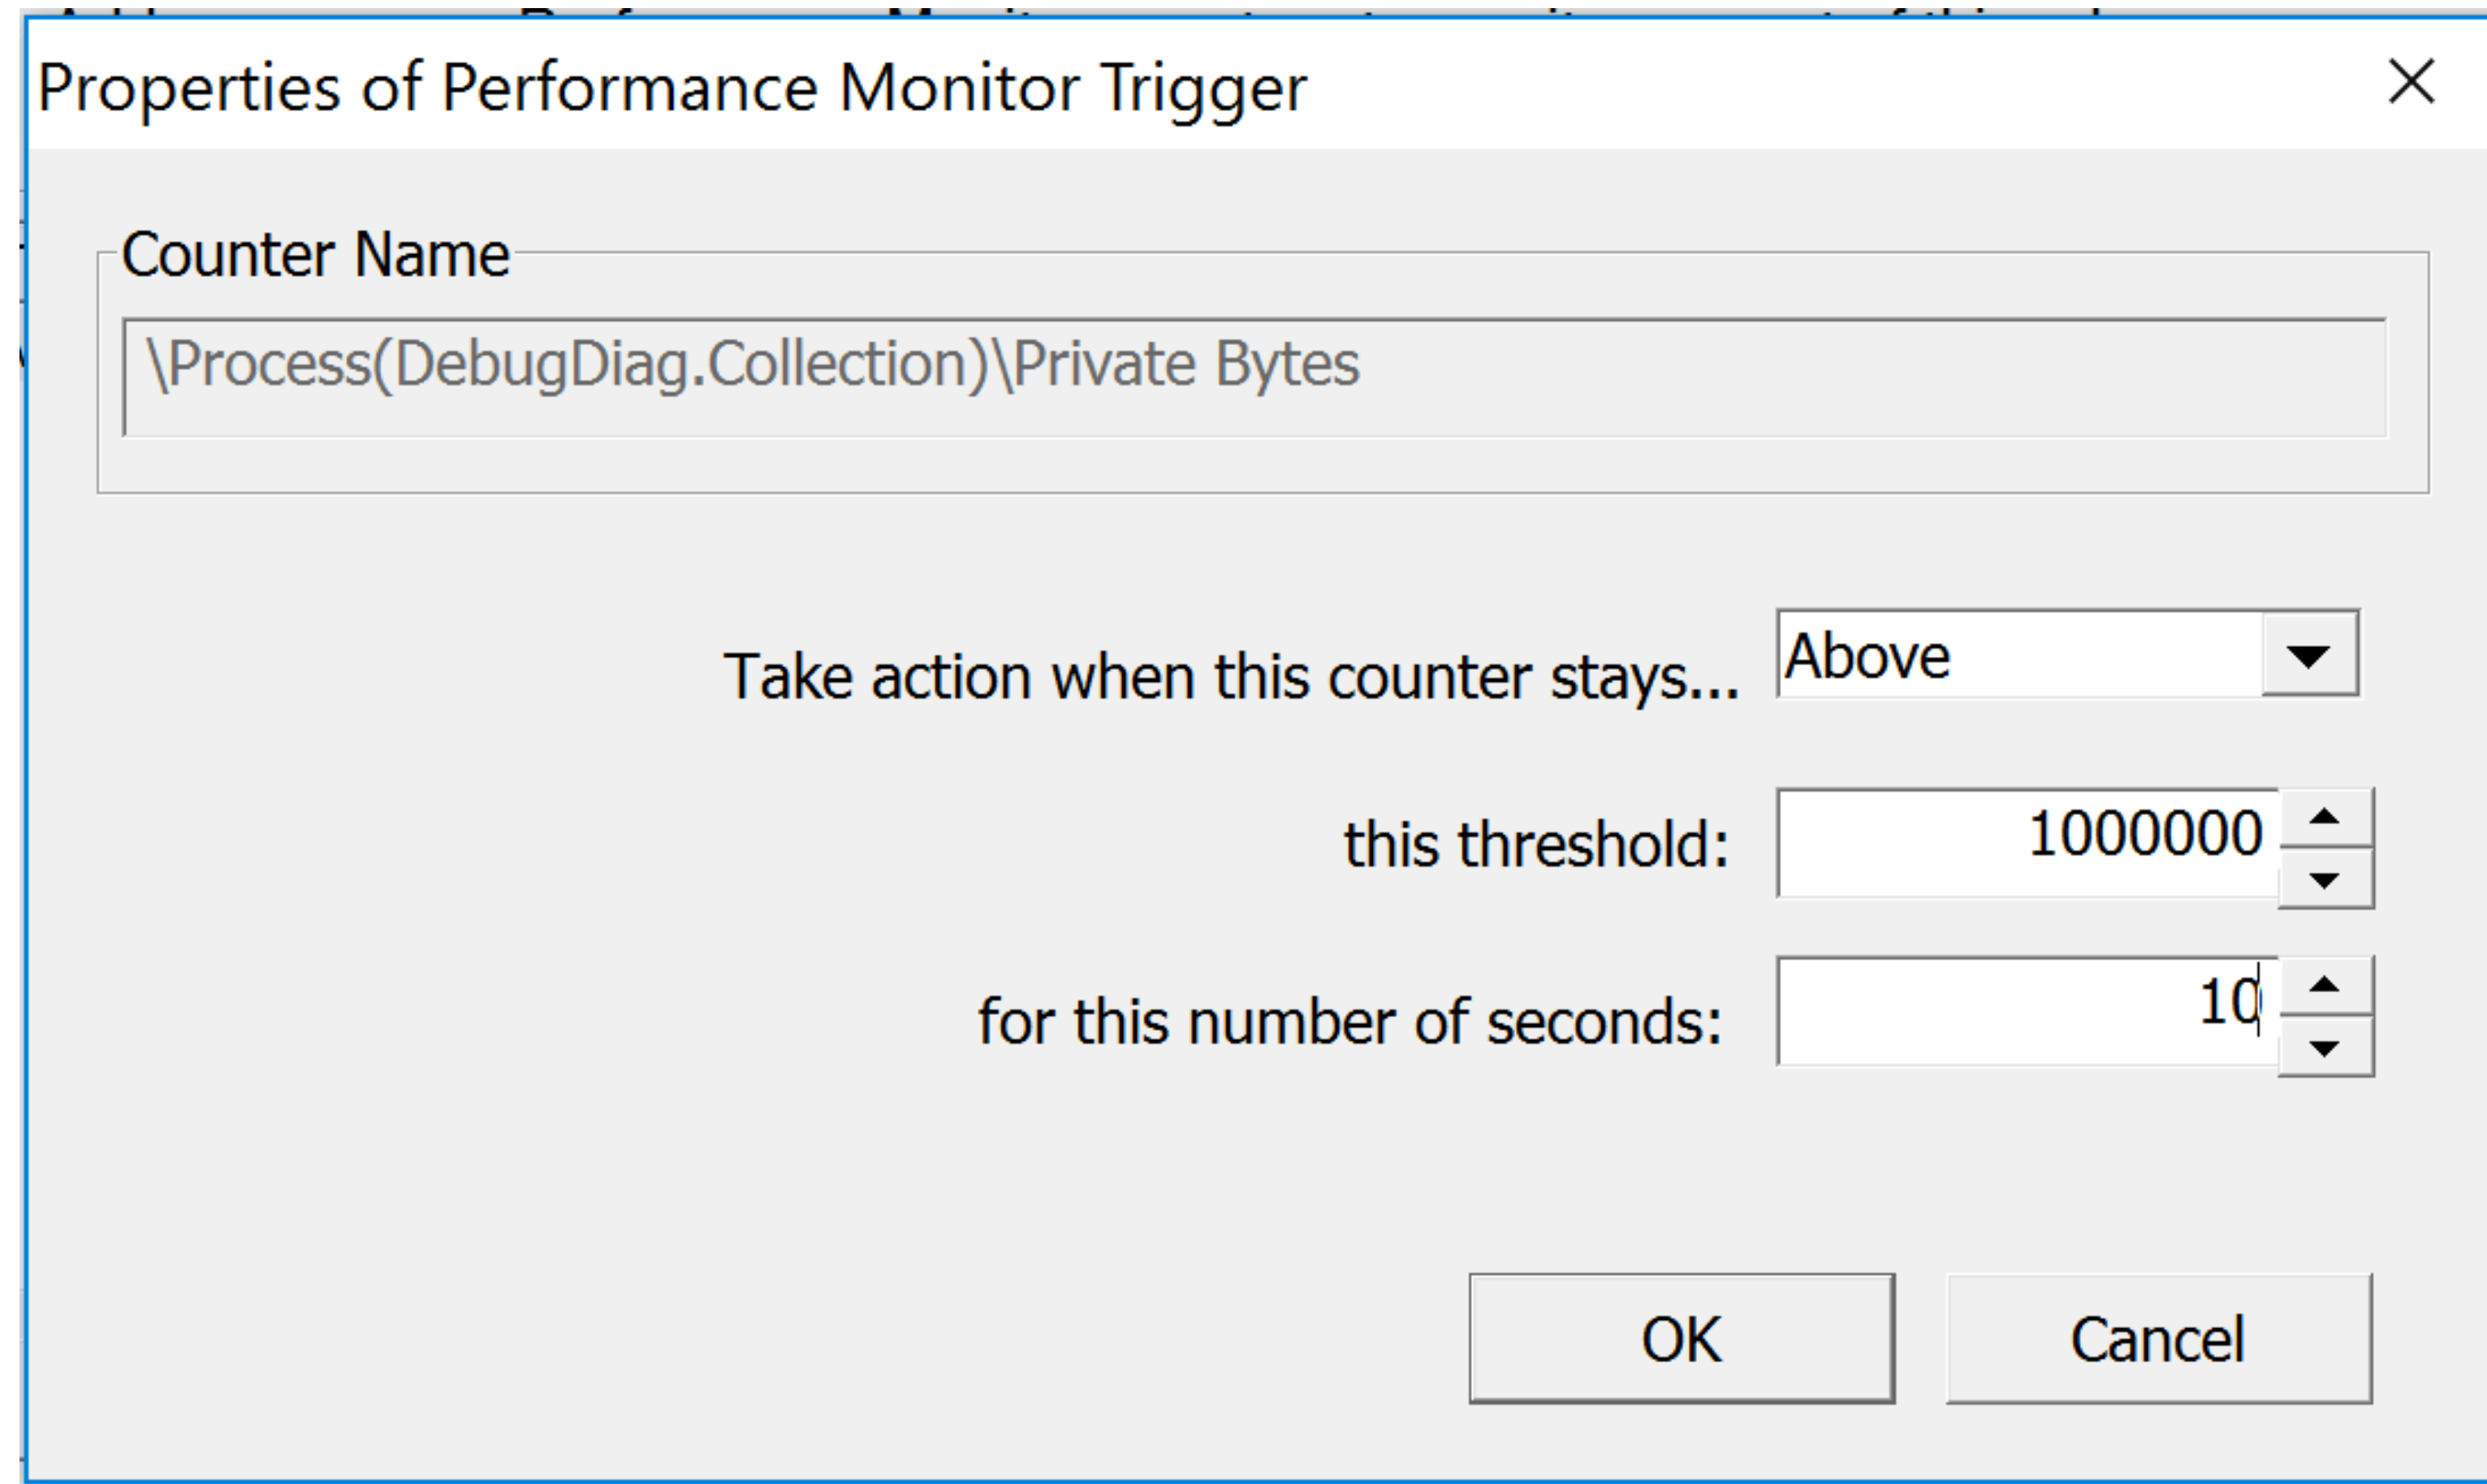 Properties of Performance Monitor Trigger
Counter Name
\Process(DebugDiag.Collection)\Private Bytes
Take action when this counter stays... Above
this threshold: 1000000
for this number of seconds: 10
OK Cancel